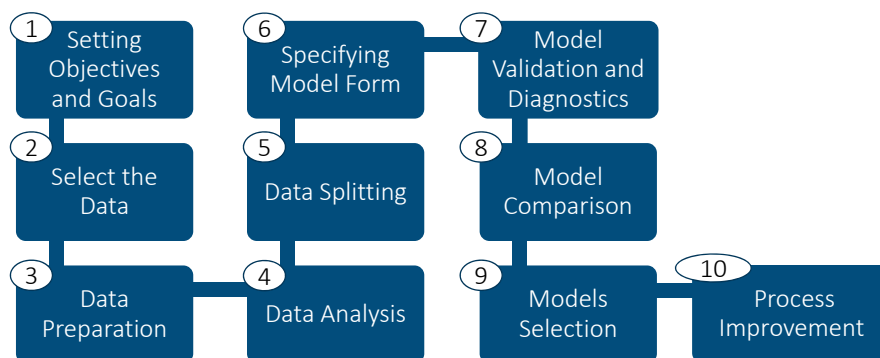 1
Setting
Objectives
and Goals
2
Select the
Data
3
Data
Preparation
4
Data Analysis
5
Data Splitting
6
Specifying
Model Form
7
Model
Validation and
Diagnostics
8
Model
Comparison
9
Models
Selection
10
Process
Improvement